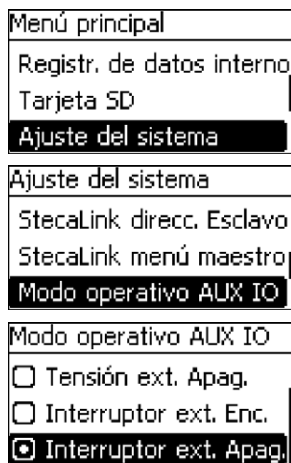 Menú principal
Registr. de datos interno
Tarjeta SD
Ajuste del sistema
Ajuste del sistema
StecaLink direcc. Esclavo
StecaLink menú maestro
Modo operativo AUX IO
Modo operativo AUX IO
Tensión ext. Apag.
Interruptor ext. Enc.
Interruptor ext. Apag.